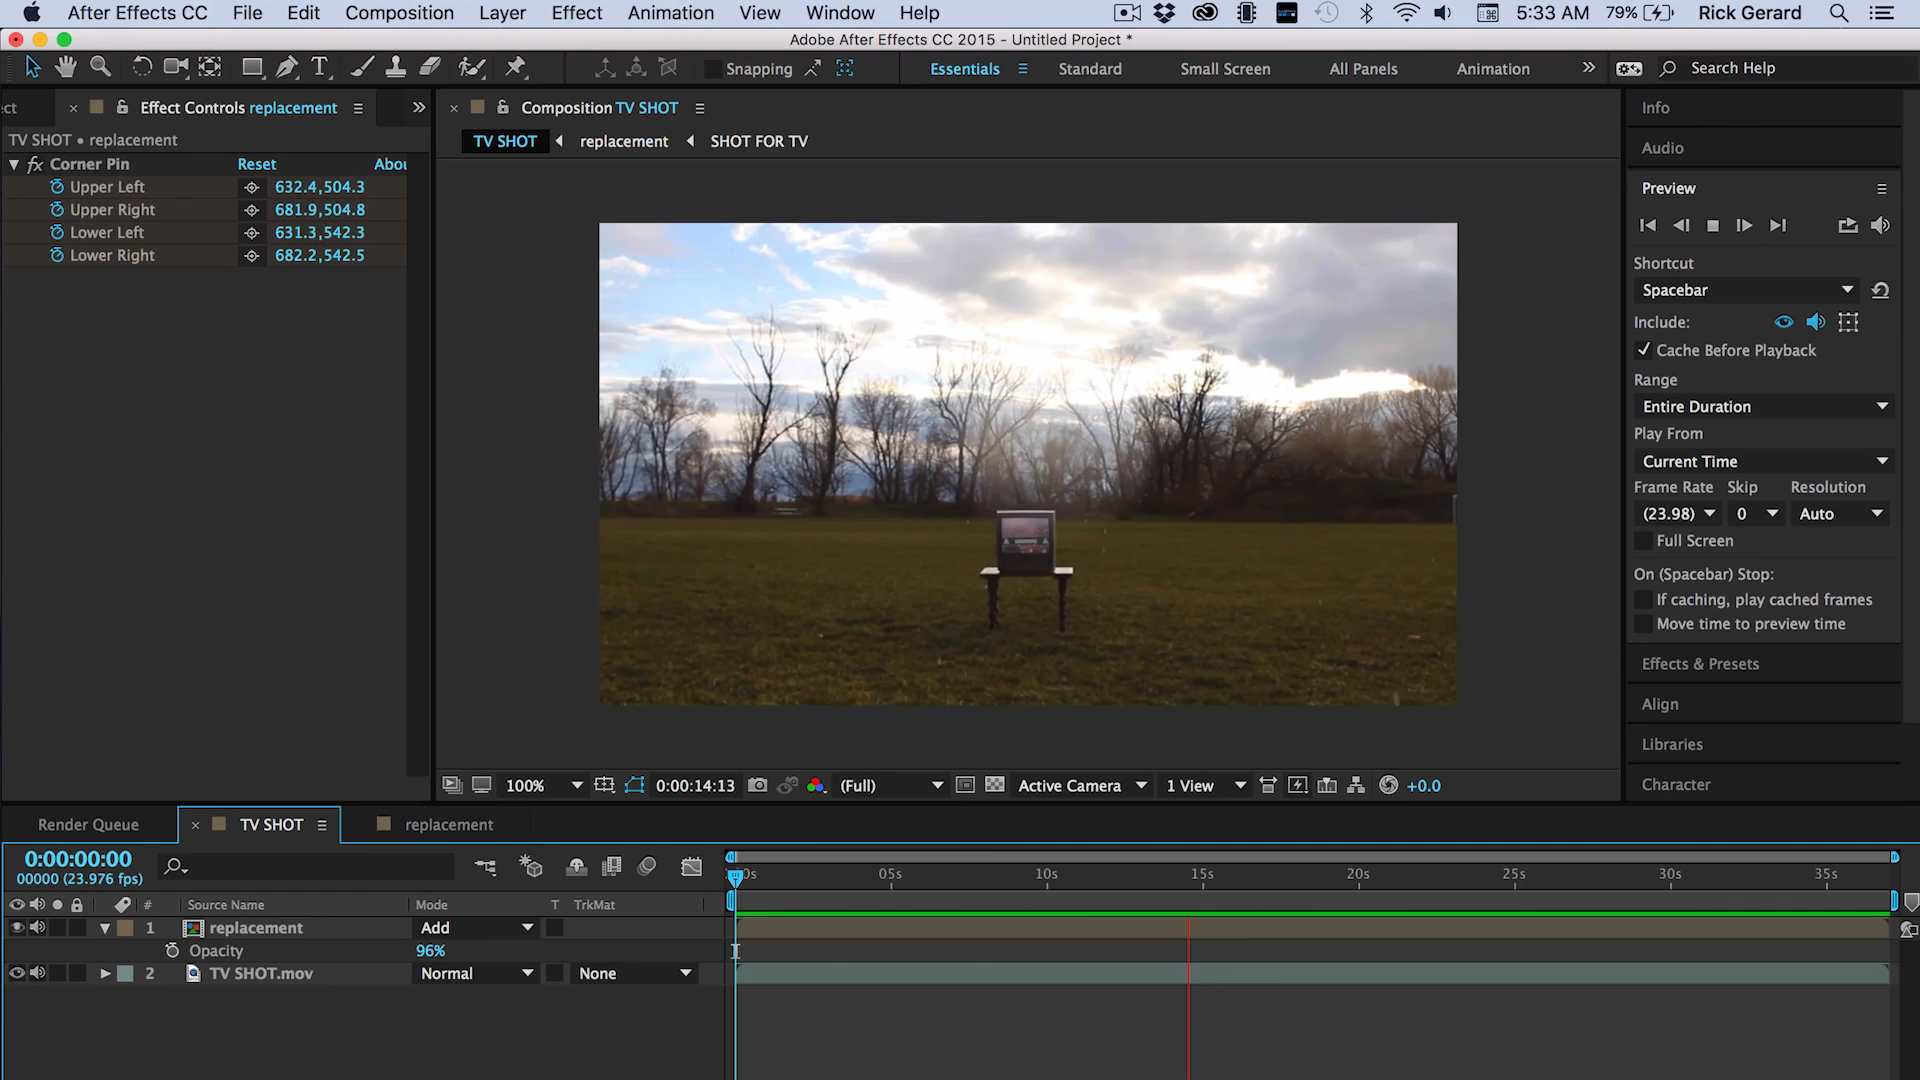 After Effects CC File Edit Composition Layer Effect Animation View Window Help 5:33 AM 79% Rick Gerard
Adobe After Effects CC 2015 - Untitled Project *
Snapping Essentials Standard Small Screen All Panels Animation Search Help
ct Effect Controls replacement
TV SHOT • replacement
fx Corner Pin Reset Abou
Upper Left 632.4,504.3
Upper Right 681.9,504.8
Lower Left 631.3,542.3
Lower Right 682.2,542.5
Composition TV SHOT
TV SHOT replacement SHOT FOR TV
WARNING
100% 0:00:14:13 (Full) Active Camera 1 View +0.0
Info
Audio
Preview
Shortcut
Spacebar
Include:
Cache Before Playback
Range
Entire Duration
Play From
Current Time
Frame Rate Skip Resolution
(23.98) 0 Auto
Full Screen
On (Spacebar) Stop:
If caching, play cached frames
Move time to preview time
Effects & Presets
Align
Libraries
Character
Render Queue TV SHOT replacement
0:00:00:00
00000 (23.976 fps)
0s 05s 10s 15s 20s 25s 30s 35s
# Source Name Mode T TrkMat
1 replacement Add
Opacity 96%
2 TV SHOT.mov Normal None